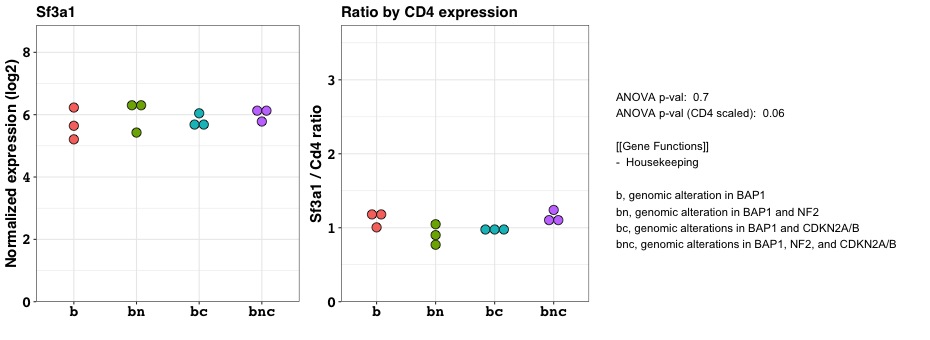 Sf3a1
Normalized expression (log2)
8
6
4
2
0
b
bn
bc
bnc
Ratio by CD4 expression
Sf3a1 / Cd4 ratio
3
2
1
0
b
bn
bc
bnc
ANOVA p-val:  0.7
ANOVA p-val (CD4 scaled):  0.06
[[Gene Functions]]
-  Housekeeping
b, genomic alteration in BAP1
bn, genomic alteration in BAP1 and NF2
bc, genomic alterations in BAP1 and CDKN2A/B
bnc, genomic alterations in BAP1, NF2, and CDKN2A/B